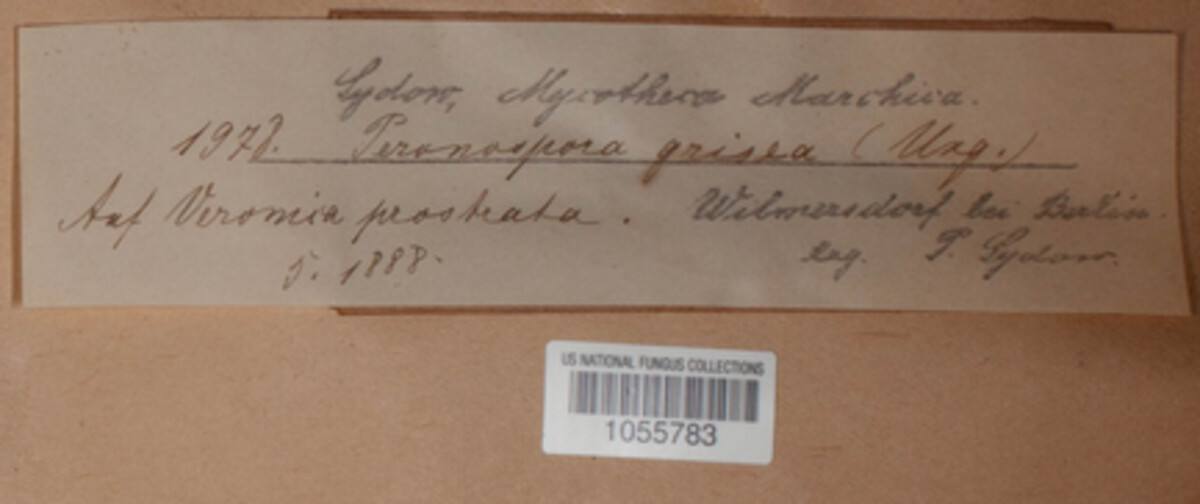 Sydow, Mycotheca Marchica.
1978. Peronospora grisea (Ung.)
Auf Veronica prostrata. Wilmersdorf bei Berlin.
5. 1888. leg. P. Sydow.
US NATIONAL FUNGUS COLLECTIONS
1055783